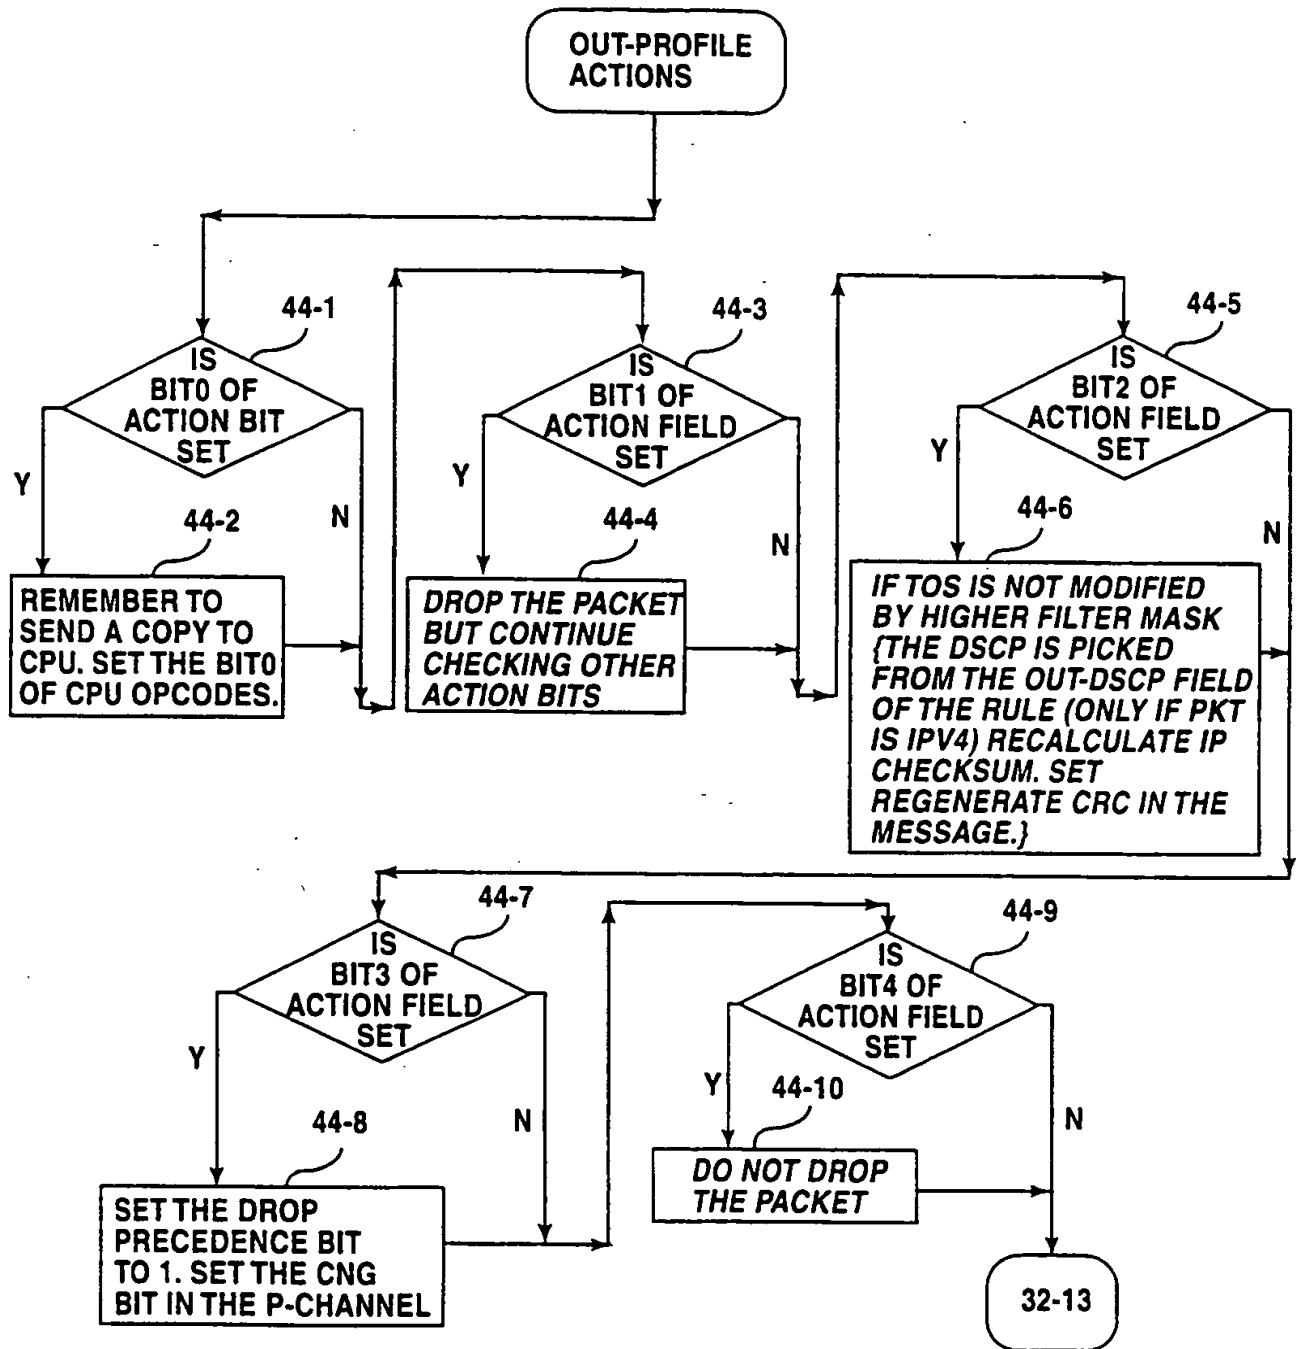 OUT-PROFILE
ACTIONS
44-1
IS
BIT0 OF
ACTION BIT
SET
Y
N
44-2
REMEMBER TO
SEND A COPY TO
CPU. SET THE BIT0
OF CPU OPCODES.
44-3
IS
BIT1 OF
ACTION FIELD
SET
Y
N
44-4
DROP THE PACKET
BUT CONTINUE
CHECKING OTHER
ACTION BITS
44-5
IS
BIT2 OF
ACTION FIELD
SET
Y
N
44-6
IF TOS IS NOT MODIFIED
BY HIGHER FILTER MASK
{THE DSCP IS PICKED
FROM THE OUT-DSCP FIELD
OF THE RULE (ONLY IF PKT
IS IPV4) RECALCULATE IP
CHECKSUM. SET
REGENERATE CRC IN THE
MESSAGE.}
44-7
IS
BIT3 OF
ACTION FIELD
SET
Y
N
44-8
SET THE DROP
PRECEDENCE BIT
TO 1. SET THE CNG
BIT IN THE P-CHANNEL
44-9
IS
BIT4 OF
ACTION FIELD
SET
Y
N
44-10
DO NOT DROP
THE PACKET
32-13